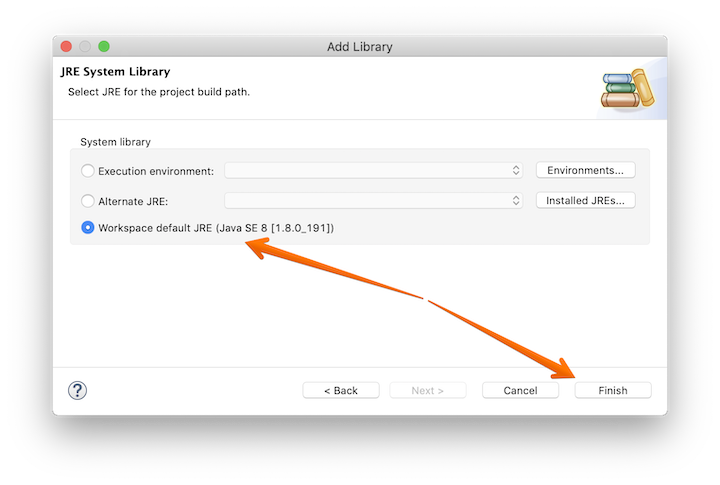 Add Library
JRE System Library
Select JRE for the project build path.
System library
Execution environment:
Environments...
Alternate JRE:
Installed JREs...
Workspace default JRE (Java SE 8 [1.8.0_191])
?
< Back
Next >
Cancel
Finish